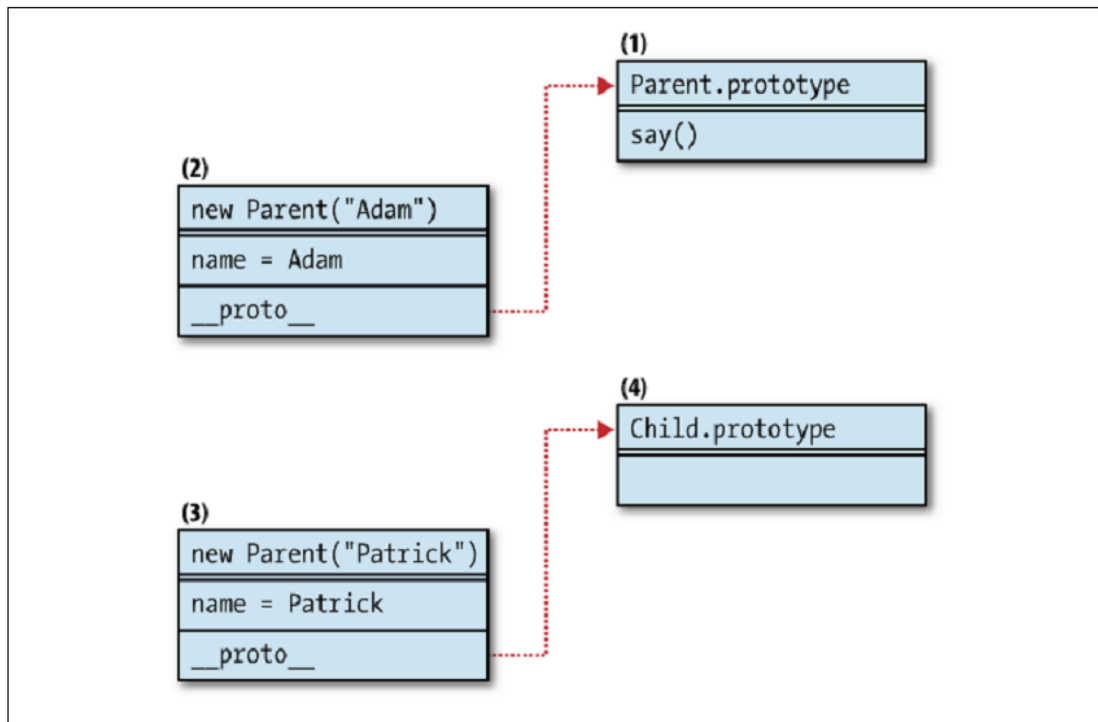 (1)
Parent.prototype
say()
(2)
new Parent("Adam")
name = Adam
__proto__
(4)
Child.prototype
(3)
new Parent("Patrick")
name = Patrick
__proto__